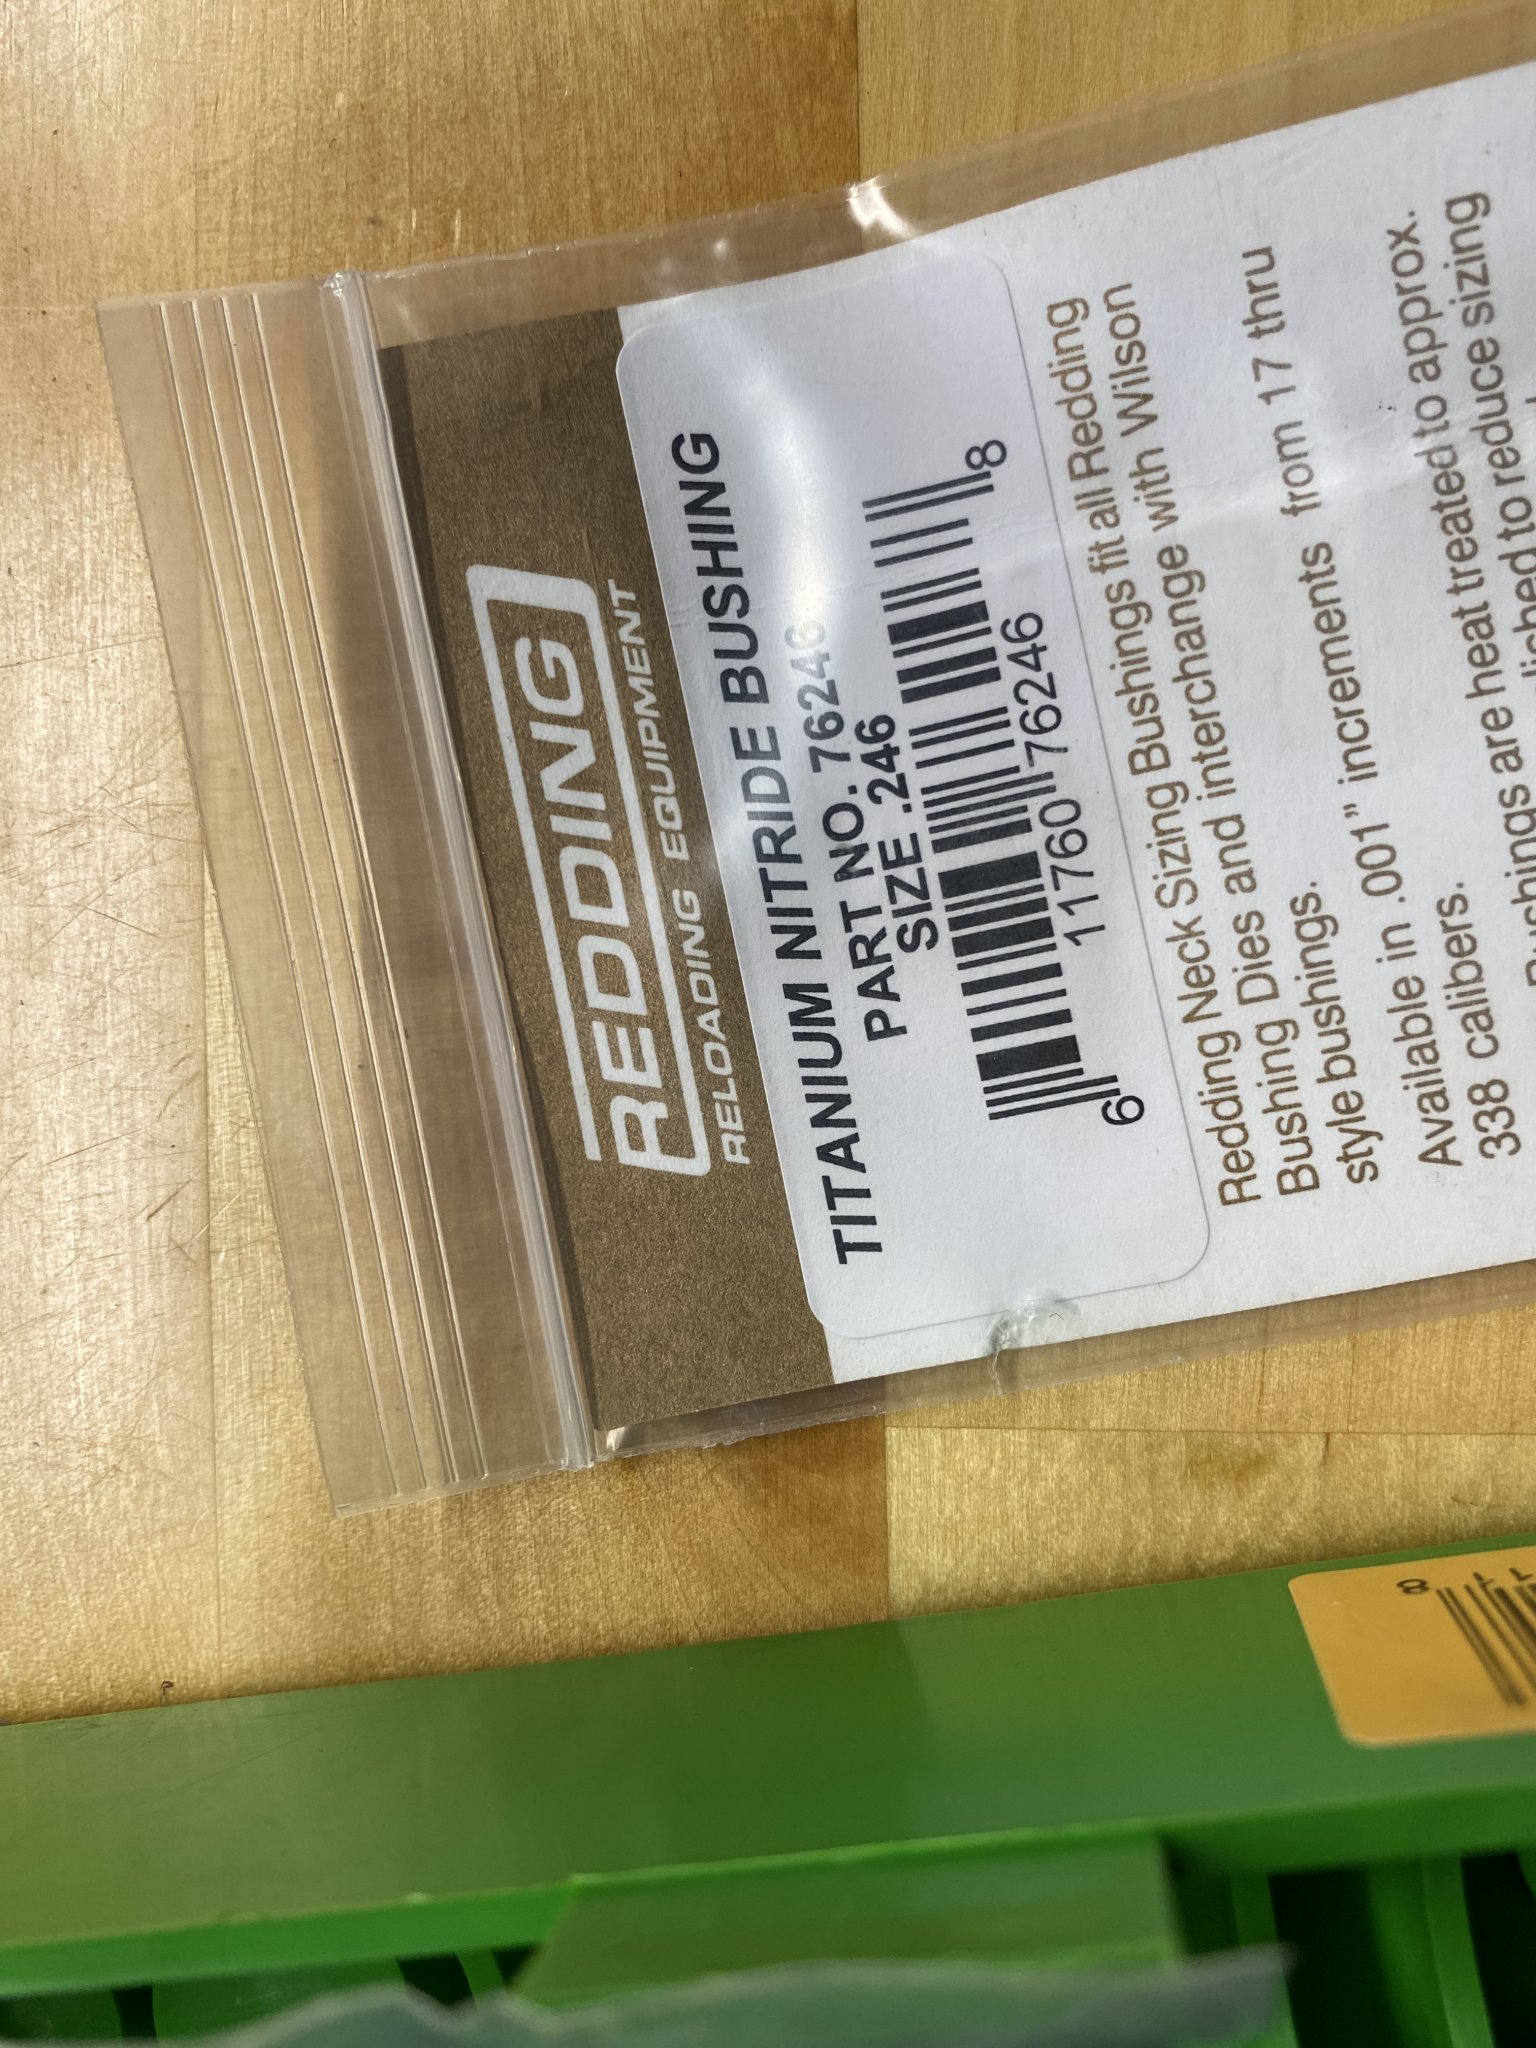 REDDING
RELOADING EQUIPMENT
TITANIUM NITRIDE BUSHING
PART NO. 76246
SIZE .246
6 11760 76246 8
Redding Neck Sizing Bushings fit all Redding
Bushing Dies and interchange with Wilson
style bushings.
Available in .001” increments from 17 thru
338 calibers.
are heat treated to approx.
to reduce sizing
8